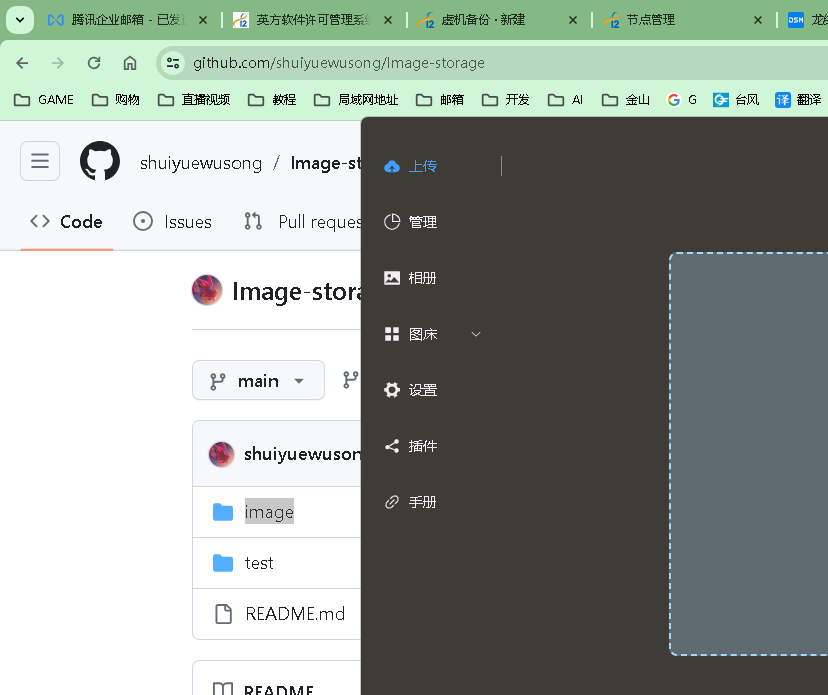 腾讯企业邮箱 - 已发
英方软件许可管理系
虚机备份 · 新建
节点管理
DSM
github.com/shuiyuewusong/Image-storage
GAME
购物
直播视频
教程
局域网地址
邮箱
开发
AI
金山
G
台风
译 翻译
shuiyuewusong / Image-st
Code
Issues
Pull reques
Image-stora
main
shuiyuewuson
image
test
README.md
README
上传
管理
相册
图床
设置
插件
手册